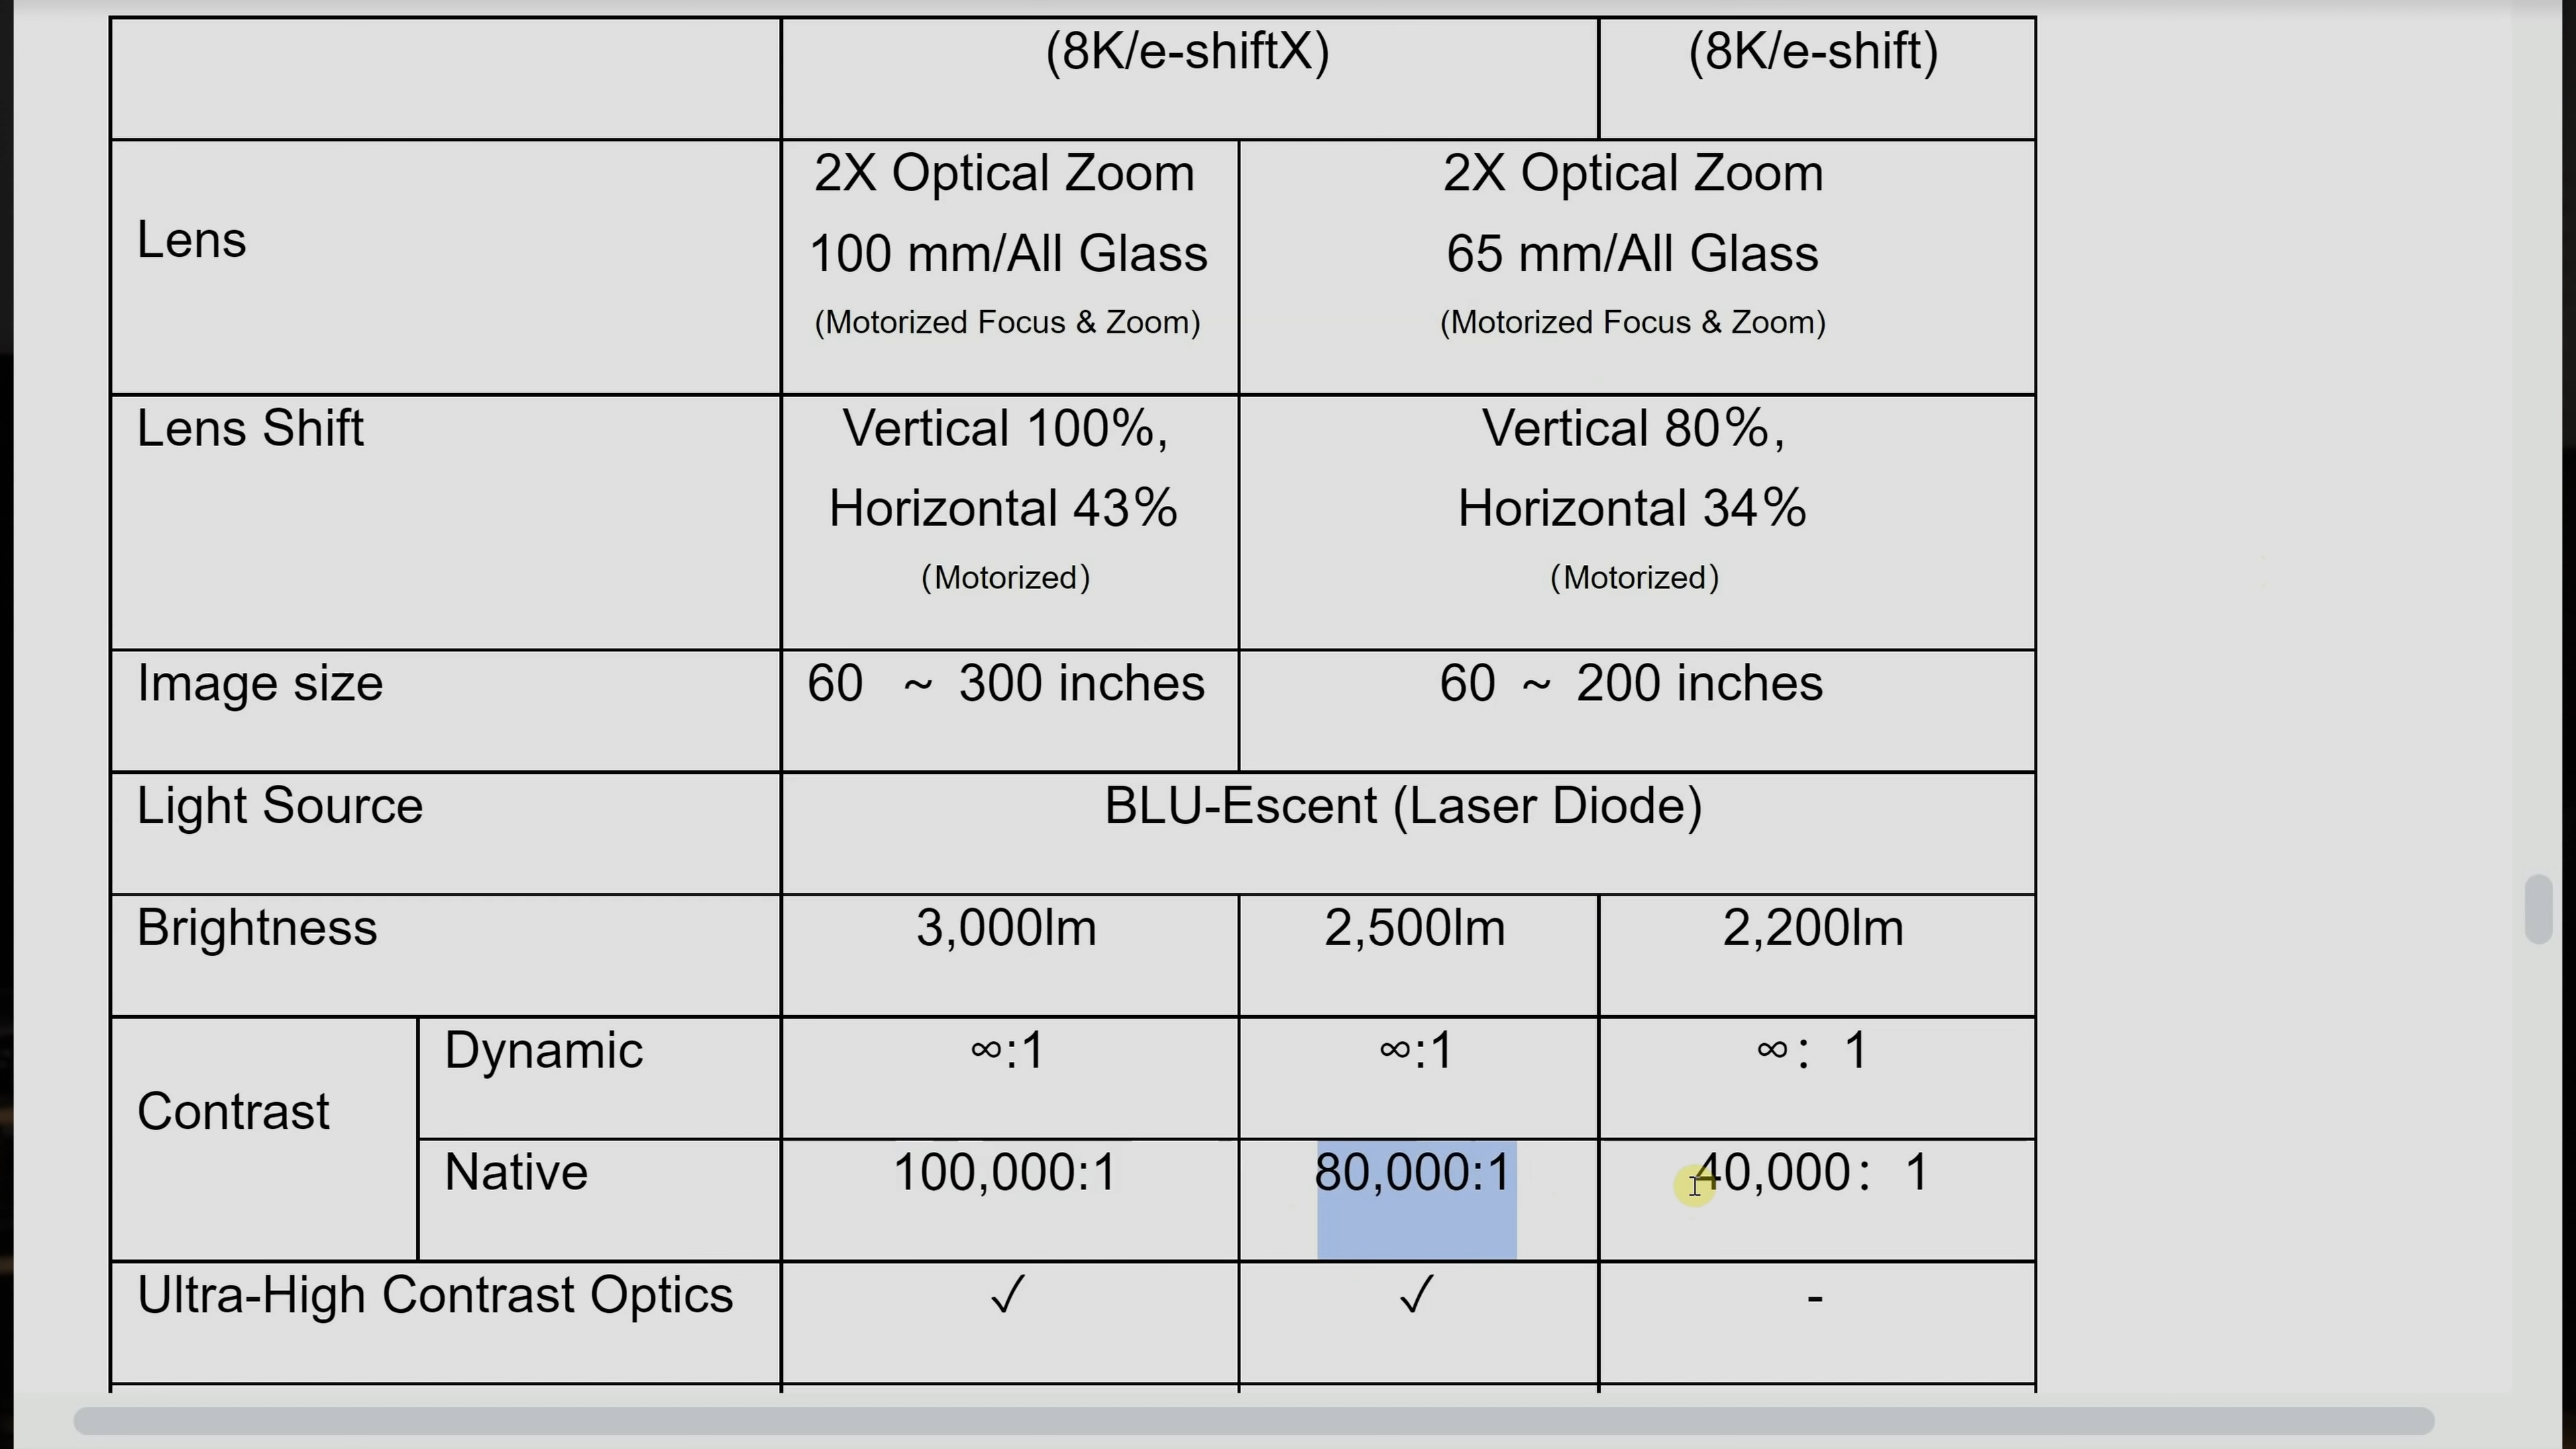 (8K/e-shiftX)
(8K/e-shift)
Lens
2X Optical Zoom
100 mm/All Glass
(Motorized Focus & Zoom)
2X Optical Zoom
65 mm/All Glass
(Motorized Focus & Zoom)
Lens Shift
Vertical 100%,
Horizontal 43%
(Motorized)
Vertical 80%,
Horizontal 34%
(Motorized)
Image size
60 ~ 300 inches
60 ~ 200 inches
Light Source
BLU-Escent (Laser Diode)
Brightness
3,000lm
2,500lm
2,200lm
Contrast
Dynamic
∞:1
∞:1
∞: 1
Native
100,000:1
80,000:1
40,000: 1
Ultra-High Contrast Optics
✓
✓
-